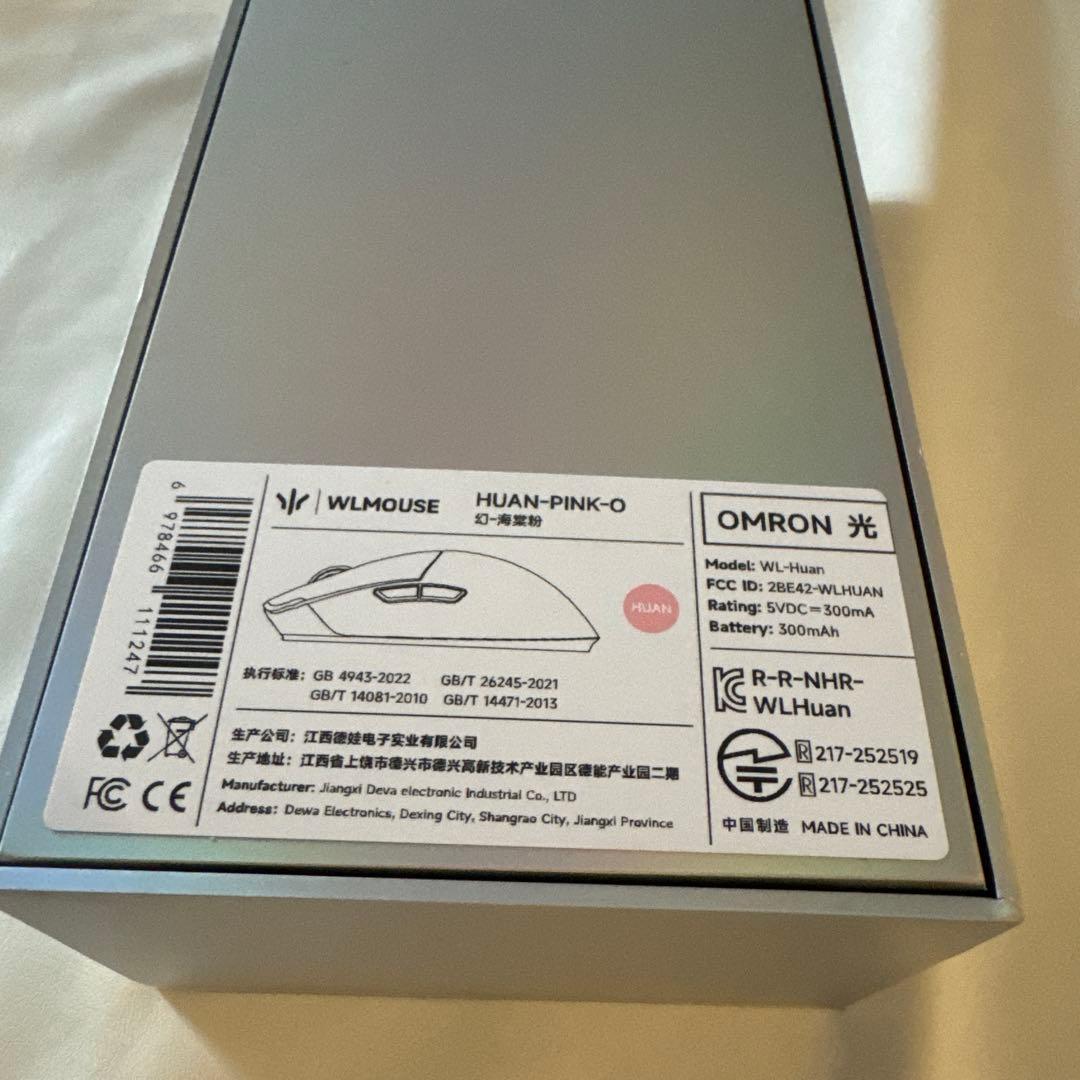 6 978466 111247
WLMOUSE
HUAN-PINK-O
幻-海棠粉
HUAN
执行标准: GB 4943-2022 GB/T 26245-2021
GB/T 14081-2010 GB/T 14471-2013
生产公司: 江西德娃电子实业有限公司
生产地址: 江西省上饶市德兴市德兴高新技术产业园区德能产业园二期
Manufacturer: Jiangxi Deva electronic Industrial Co., LTD
Address: Dewa Electronics, Dexing City, Shangrao City, Jiangxi Province
FC CE
OMRON 光
Model: WL-Huan
FCC ID: 2BE42-WLHUAN
Rating: 5VDC=300mA
Battery: 300mAh
R-R-NHR-
WLHuan
R 217-252519
R 217-252525
中国制造 MADE IN CHINA